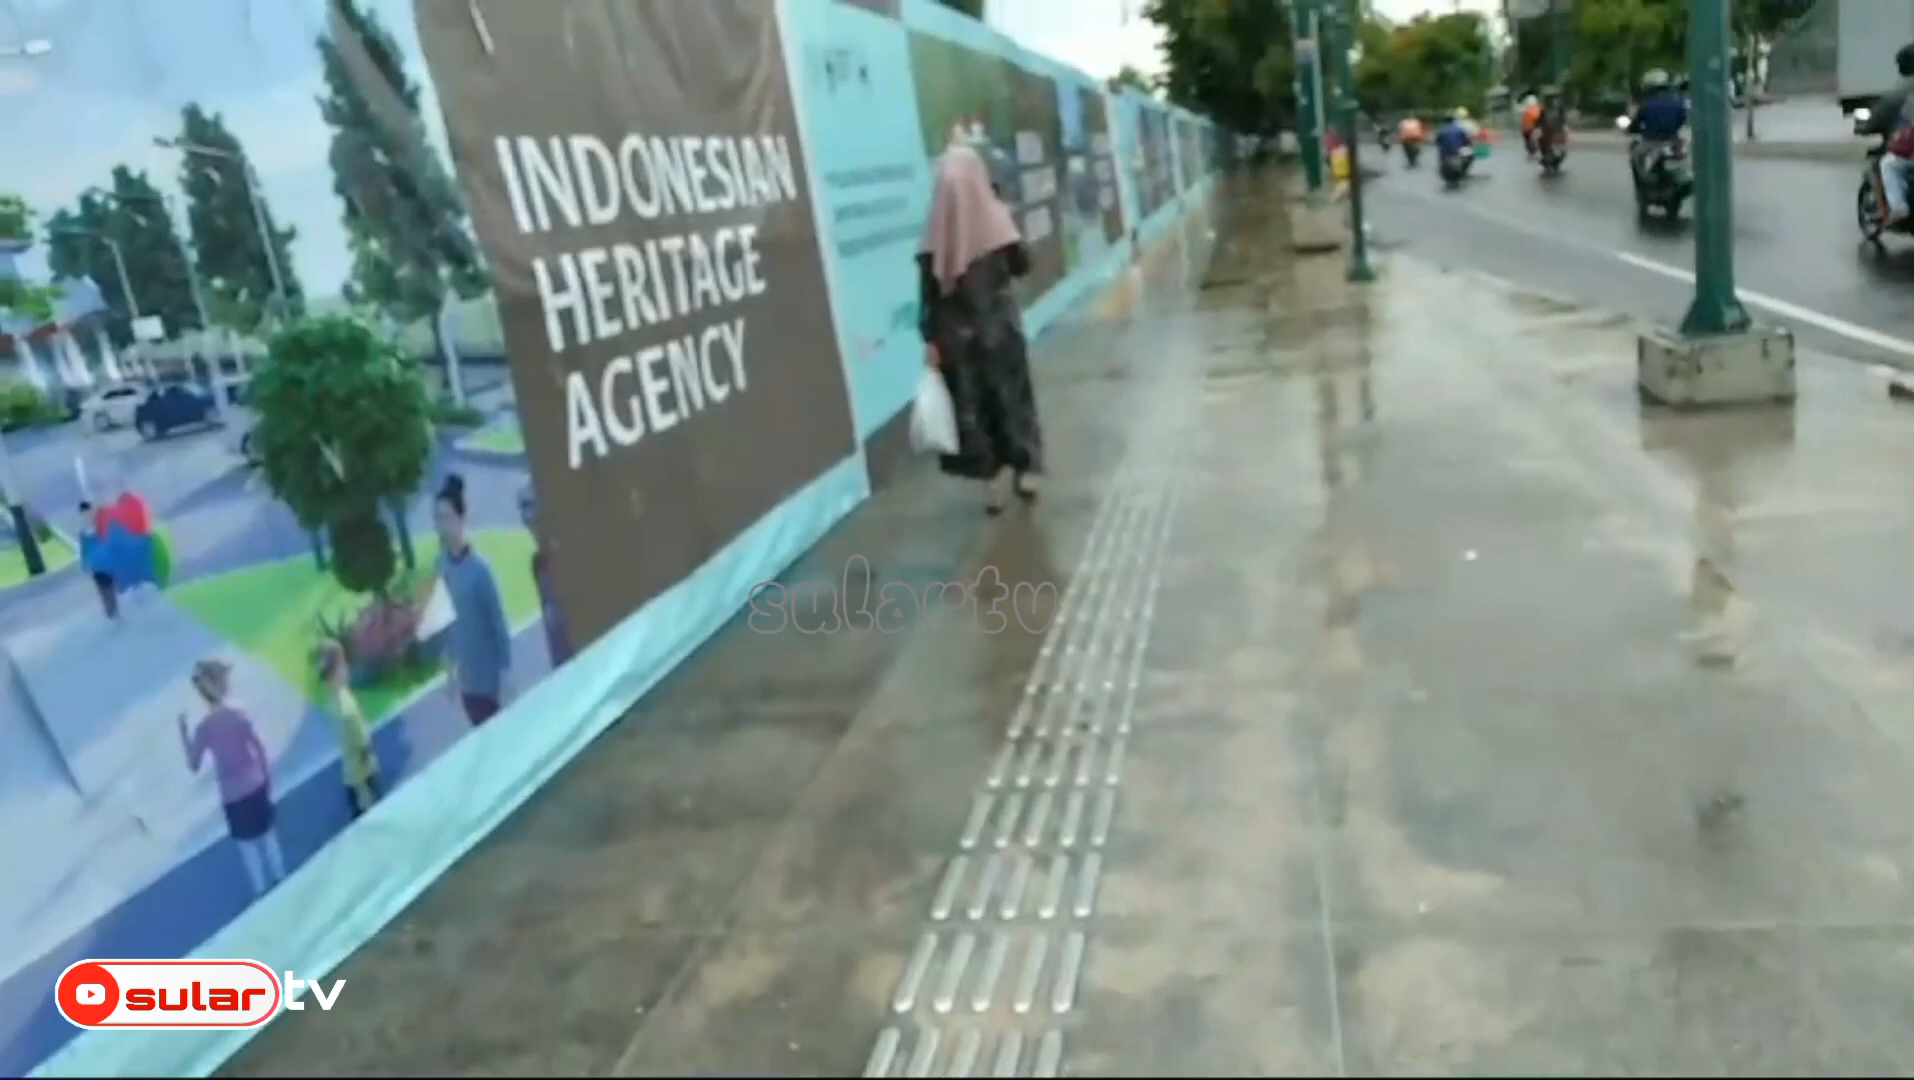 INDONESIAN
HERITAGE
AGENCY
sulartv
sular tv